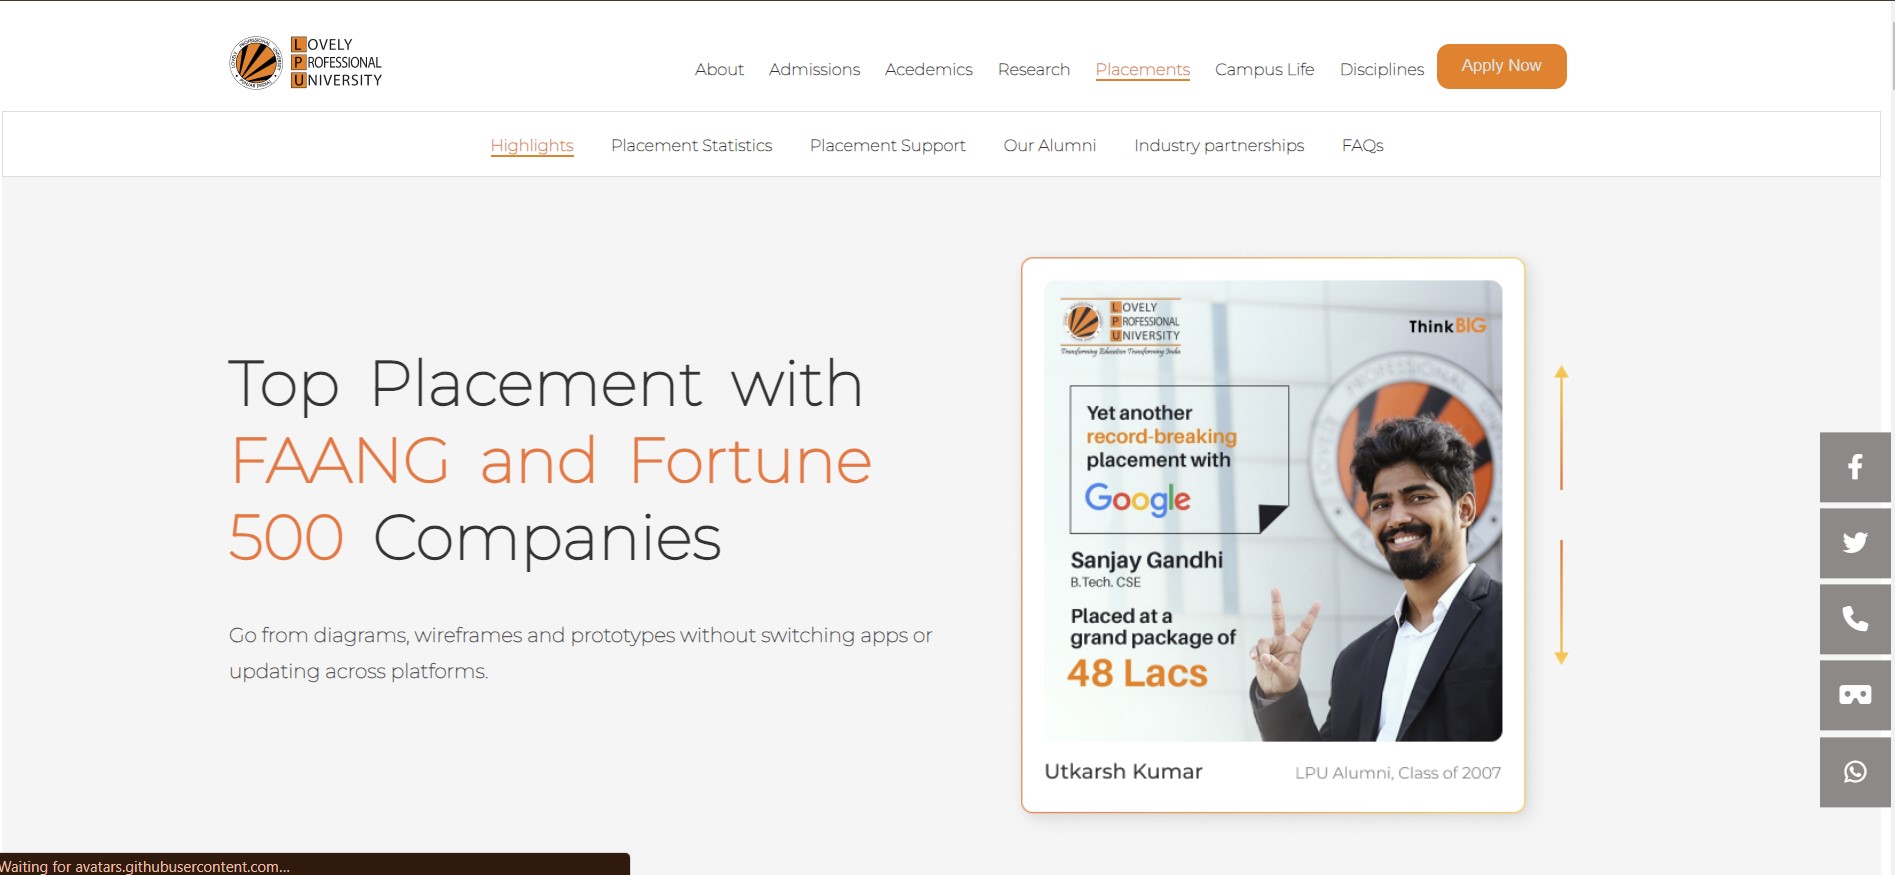 LOVELY
PROFESSIONAL
UNIVERSITY
About Admissions Acedemics Research Placements Campus Life Disciplines Apply Now
Highlights Placement Statistics Placement Support Our Alumni Industry partnerships FAQs
Top Placement with
FAANG and Fortune
500 Companies
Go from diagrams, wireframes and prototypes without switching apps or
updating across platforms.
LOVELY
PROFESSIONAL
UNIVERSITY
Transforming Education Transforming India
ThinkBIG
Yet another
record-breaking
placement with
Google
Sanjay Gandhi
B.Tech. CSE
Placed at a
grand package of
48 Lacs
Utkarsh Kumar LPU Alumni, Class of 2007
Waiting for avatars.githubusercontent.com...